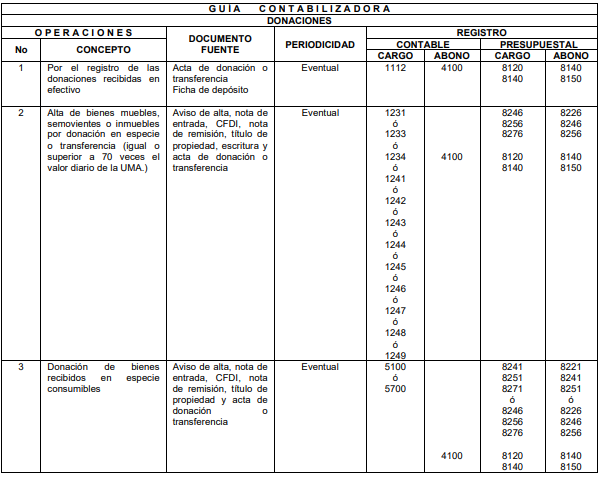 GUÍA CONTABILIZADORA
DONACIONES
OPERACIONES
DOCUMENTO FUENTE
PERIODICIDAD
REGISTRO
No
CONCEPTO
CONTABLE
PRESUPUESTAL
CARGO
ABONO
CARGO
ABONO
1
Por el registro de las
donaciones recibidas en
efectivo
Acta de donación o
transferencia
Ficha de depósito
Eventual
1112
4100
8120
8140
8140
8150
2
Alta de bienes muebles,
semovientes o inmuebles
por donación en especie
o transferencia (igual o
superior a 70 veces el
valor diario de la UMA.)
Aviso de alta, nota de
entrada, CFDI, nota de
remisión, título de
propiedad, escritura y
acta de donación o
transferencia
Eventual
1231
ó
1233
ó
1234
ó
1241
ó
1242
ó
1243
ó
1244
ó
1245
ó
1246
ó
1247
ó
1248
ó
1249
4100
8246
8256
8276
8120
8140
8226
8246
8256
8140
8150
3
Donación de bienes
recibidos en especie
consumibles
Aviso de alta, nota de
entrada, CFDI, nota
de remisión, título de
propiedad y acta de
donación o
transferencia
Eventual
5100
ó
5700
4100
8241
8251
8271
ó
8246
8256
8276
8120
8140
8221
8241
8251
ó
8226
8246
8256
8140
8150